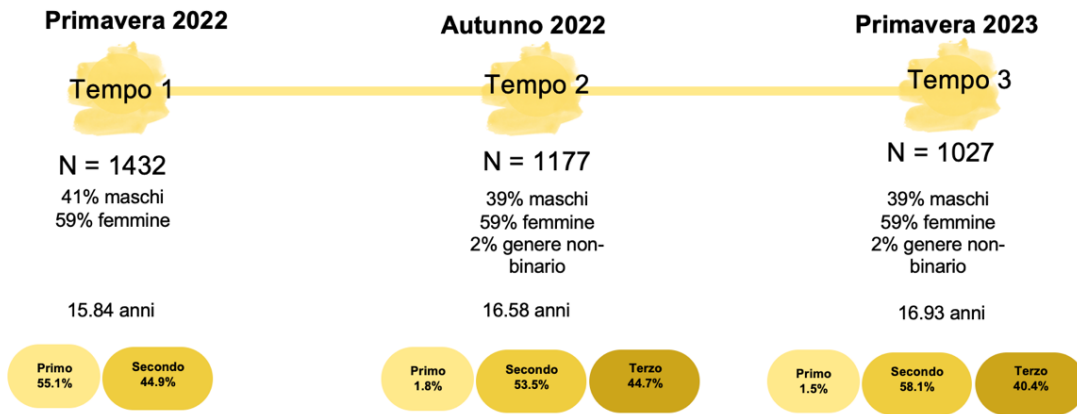 Primavera 2022
Tempo 1
N = 1432
41% maschi
59% femmine
15.84 anni
Primo
55.1%
Secondo
44.9%
Autunno 2022
Tempo 2
N = 1177
39% maschi
59% femmine
2% genere non-
binario
16.58 anni
Primo
1.8%
Secondo
53.5%
Terzo
44.7%
Primavera 2023
Tempo 3
N = 1027
39% maschi
59% femmine
2% genere non-
binario
16.93 anni
Primo
1.5%
Secondo
58.1%
Terzo
40.4%